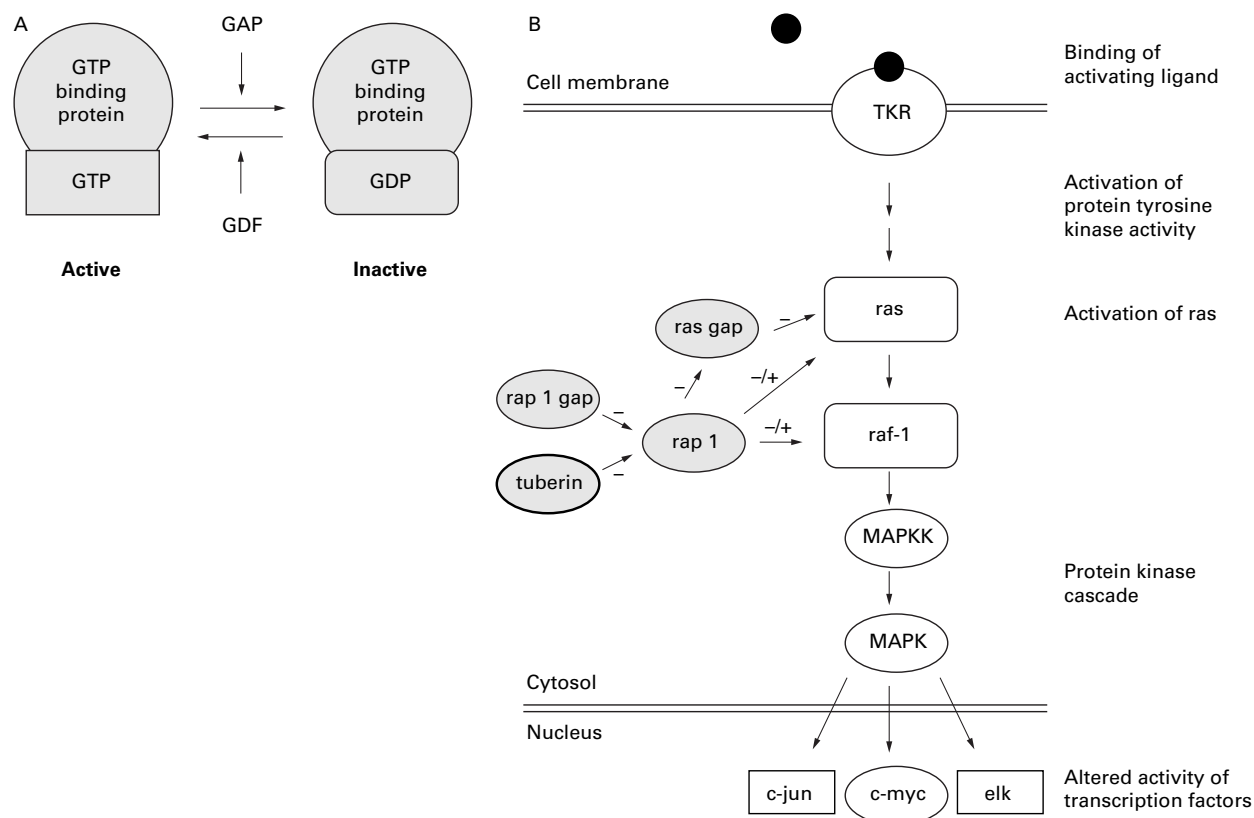 A
GAP
GTP
binding
protein
GTP
GTP
binding
protein
GDP
GDF
Active
Inactive
B
Cell membrane
TKR
Binding of
activating ligand
Activation of
protein tyrosine
kinase activity
ras gap
–
ras
Activation of ras
rap 1 gap
–
–
–/+
rap 1
–/+
raf-1
tuberin
–
MAPKK
Protein kinase
cascade
MAPK
Cytosol
Nucleus
c-jun
c-myc
elk
Altered activity of
transcription factors